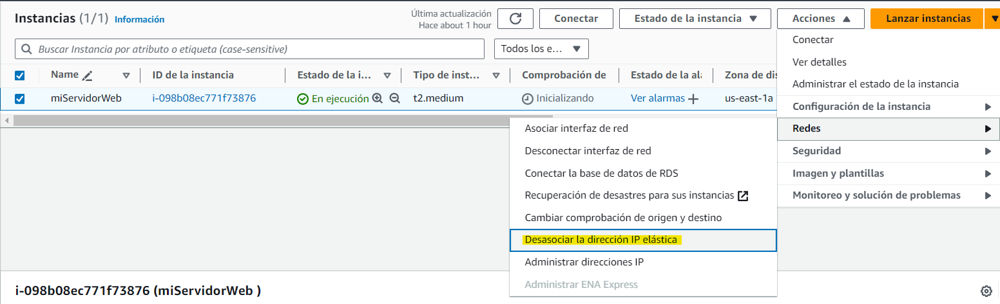 Instancias (1/1) Información
Última actualización
Hace about 1 hour
Conectar
Estado de la instancia
Acciones
Lanzar instancias
Buscar Instancia por atributo o etiqueta (case-sensitive)
Todos los e...
Name
ID de la instancia
Estado de la i...
Tipo de inst...
Comprobación de
Estado de la ala
Zona de dis
miServidorWeb
i-098b08ec771f73876
En ejecución
t2.medium
Inicializando
Ver alarmas
us-east-1a
Conectar
Ver detalles
Administrar el estado de la instancia
Configuración de la instancia
Redes
Seguridad
Imagen y plantillas
Monitoreo y solución de problemas
Asociar interfaz de red
Desconectar interfaz de red
Conectar la base de datos de RDS
Recuperación de desastres para sus instancias
Cambiar comprobación de origen y destino
Desasociar la dirección IP elástica
Administrar direcciones IP
Administrar ENA Express
i-098b08ec771f73876 (miServidorWeb )